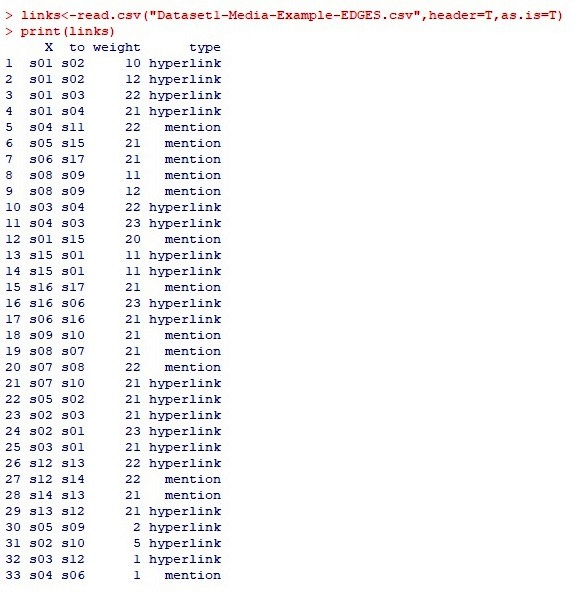 > links<-read.csv("Dataset1-Media-Example-EDGES.csv",header=T,as.is=T)
> print(links)
     X  to weight      type
1  s01 s02     10 hyperlink
2  s01 s02     12 hyperlink
3  s01 s03     22 hyperlink
4  s01 s04     21 hyperlink
5  s04 s11     22   mention
6  s05 s15     21   mention
7  s06 s17     21   mention
8  s08 s09     11   mention
9  s08 s09     12   mention
10 s03 s04     22 hyperlink
11 s04 s03     23 hyperlink
12 s01 s15     20   mention
13 s15 s01     11 hyperlink
14 s15 s01     11 hyperlink
15 s16 s17     21   mention
16 s16 s06     23 hyperlink
17 s06 s16     21 hyperlink
18 s09 s10     21   mention
19 s08 s07     21   mention
20 s07 s08     22   mention
21 s07 s10     21 hyperlink
22 s05 s02     21 hyperlink
23 s02 s03     21 hyperlink
24 s02 s01     23 hyperlink
25 s03 s01     21 hyperlink
26 s12 s13     22 hyperlink
27 s12 s14     22   mention
28 s14 s13     21   mention
29 s13 s12     21 hyperlink
30 s05 s09      2 hyperlink
31 s02 s10      5 hyperlink
32 s03 s12      1 hyperlink
33 s04 s06      1   mention